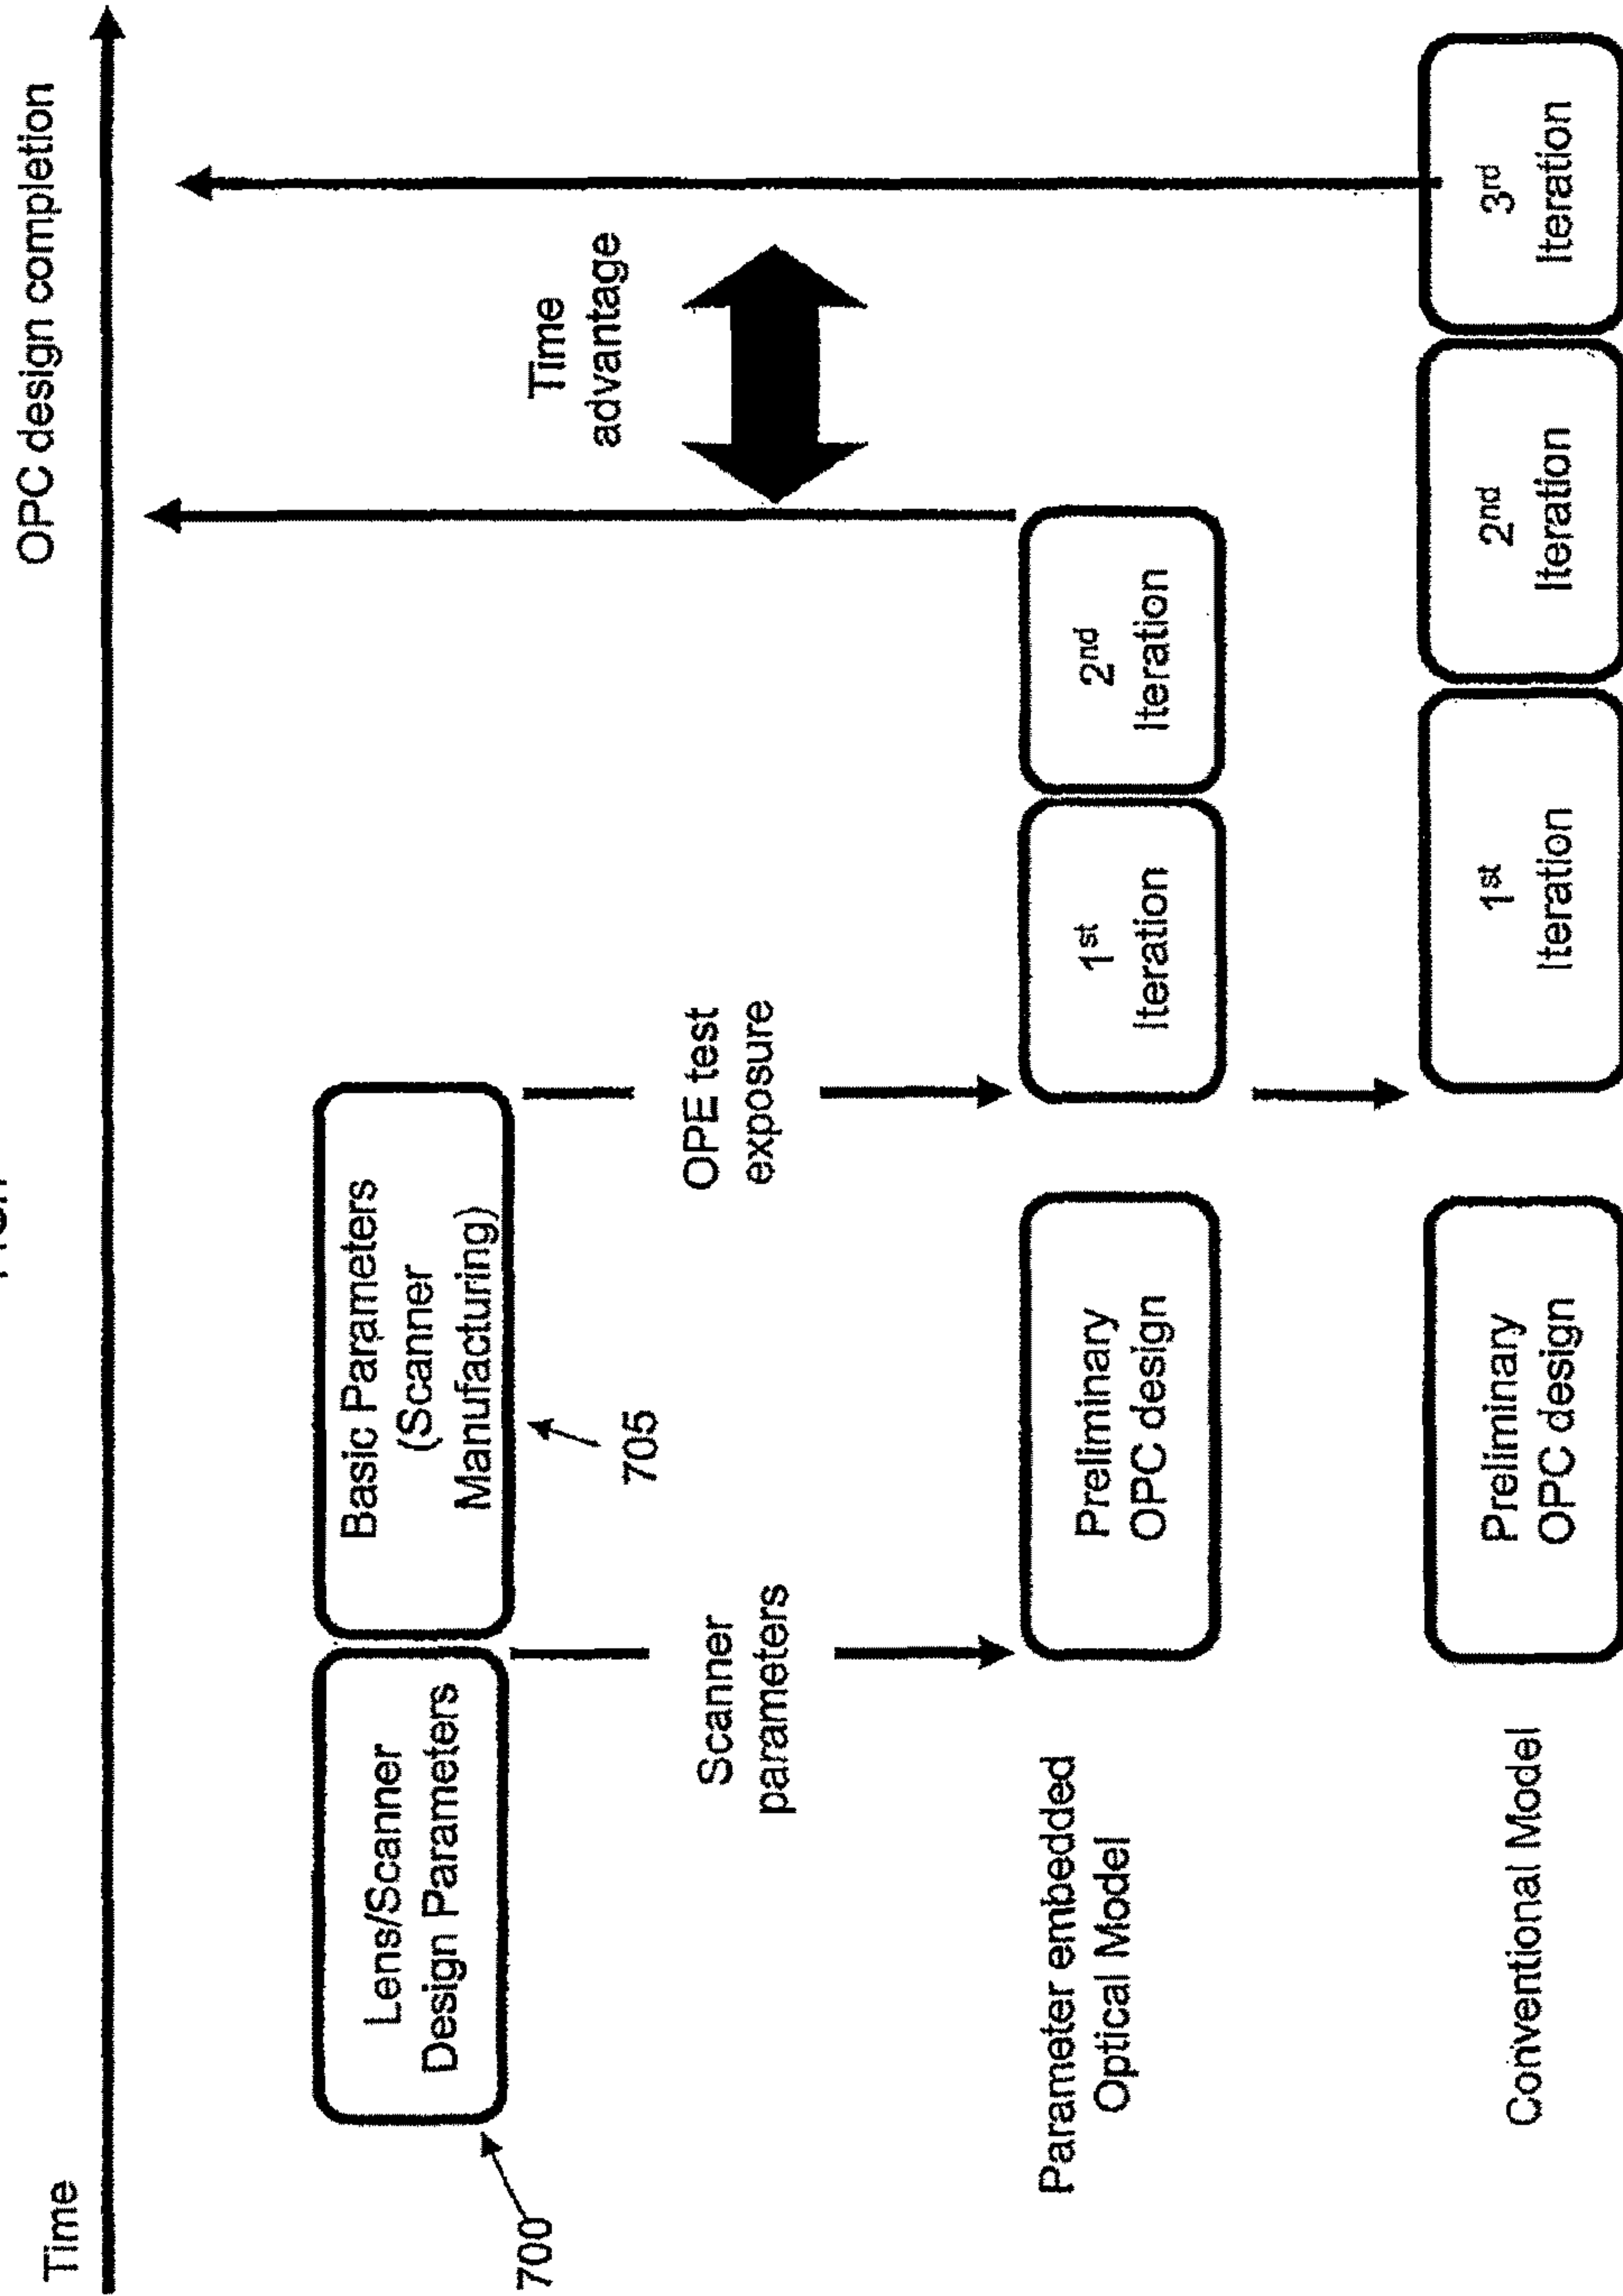 Time
OPC design completion
700
Lens/Scanner
Design Parameters
Basic Parameters
(Scanner
Manufacturing)
705
Scanner
parameters
OPE test
exposure
Time
advantage
Parameter embedded
Optical Model
Preliminary
OPC design
1st
Iteration
2nd
Iteration
Conventional Model
Preliminary
OPC design
1st
Iteration
2nd
Iteration
3rd
Iteration